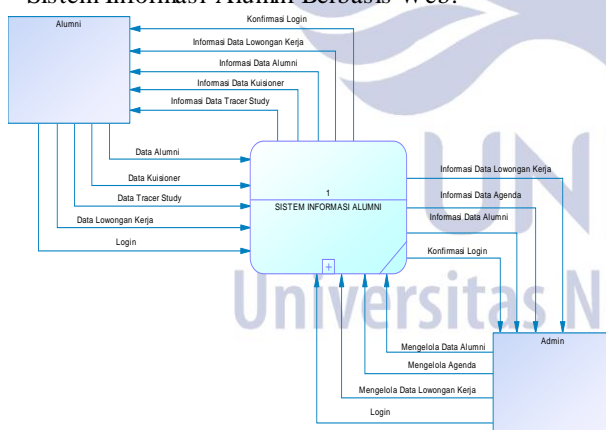 Sistem Informasi Alumni Berbasis Web.
Alumni
Konfirmasi Login
Informasi Data Lowongan Kerja
Informasi Data Alumni
Informasi Data Kuisioner
Informasi Data Tracer Study
Data Alumni
Data Kuisioner
Data Tracer Study
Data Lowongan Kerja
Login
1
SISTEM INFORMASI ALUMNI
+
Informasi Data Lowongan Kerja
Informasi Data Agenda
Informasi Data Alumni
Konfirmasi Login
Admin
Mengelola Data Alumni
Mengelola Agenda
Mengelola Data Lowongan Kerja
Login
UN
Universitas N